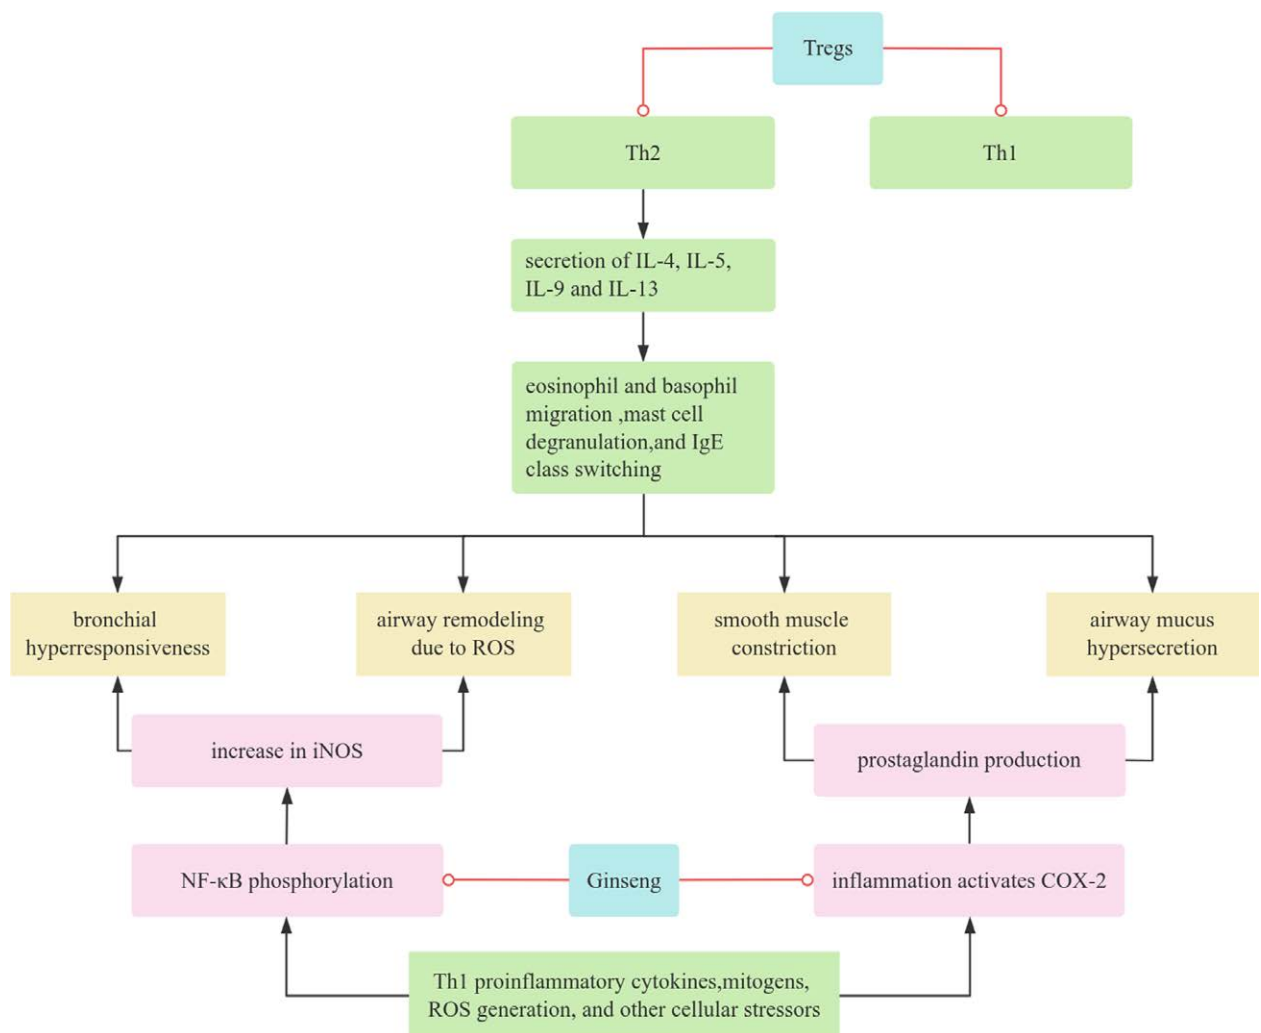 Tregs
Th2
Th1
secretion of IL-4, IL-5,
IL-9 and IL-13
eosinophil and basophil
migration ,mast cell
degranulation,and IgE
class switching
bronchial
hyperresponsiveness
airway remodeling
due to ROS
smooth muscle
constriction
airway mucus
hypersecretion
increase in iNOS
prostaglandin production
NF-κB phosphorylation
Ginseng
inflammation activates COX-2
Th1 proinflammatory cytokines,mitogens,
ROS generation, and other cellular stressors